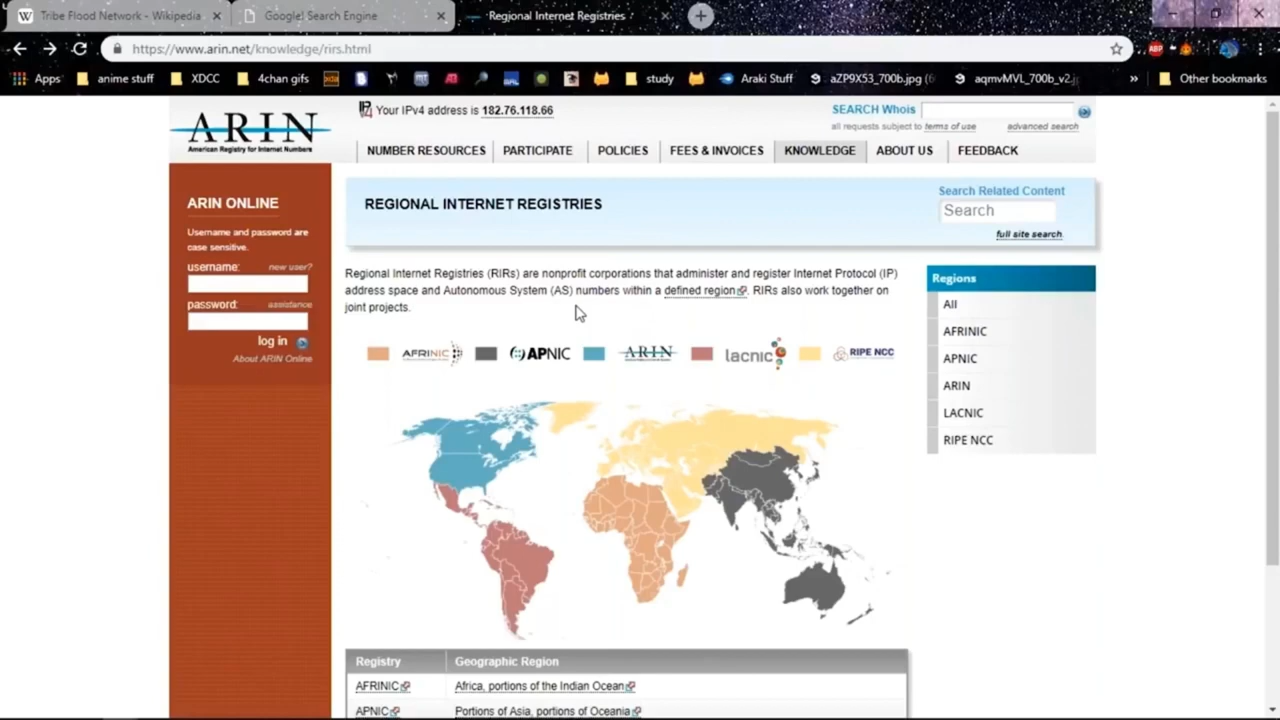 Tribe Flood Network - Wikipedia
Google! Search Engine
Regional Internet Registries
https://www.arin.net/knowledge/rirs.html
ABP
Apps
anime stuff
XDCC
4chan gifs
study
Araki Stuff
aZP9X53_700b.jpg (6
aqmvMVL_700b_v2.j
»
Other bookmarks
ARIN
American Registry for Internet Numbers
Your IPv4 address is 182.76.118.66
SEARCH Whois
all requests subject to terms of use
advanced search
NUMBER RESOURCES
PARTICIPATE
POLICIES
FEES & INVOICES
KNOWLEDGE
ABOUT US
FEEDBACK
ARIN ONLINE
Username and password are
case sensitive.
username:
new user?
password:
assistance
log in
About ARIN Online
REGIONAL INTERNET REGISTRIES
Search Related Content
Search
full site search
Regional Internet Registries (RIRs) are nonprofit corporations that administer and register Internet Protocol (IP)
address space and Autonomous System (AS) numbers within a defined region. RIRs also work together on
joint projects.
AFRINIC
APNIC
ARIN
lacnic
RIPE NCC
Regions
All
AFRINIC
APNIC
ARIN
LACNIC
RIPE NCC
Registry
Geographic Region
AFRINIC
Africa, portions of the Indian Ocean
APNIC
Portions of Asia, portions of Oceania